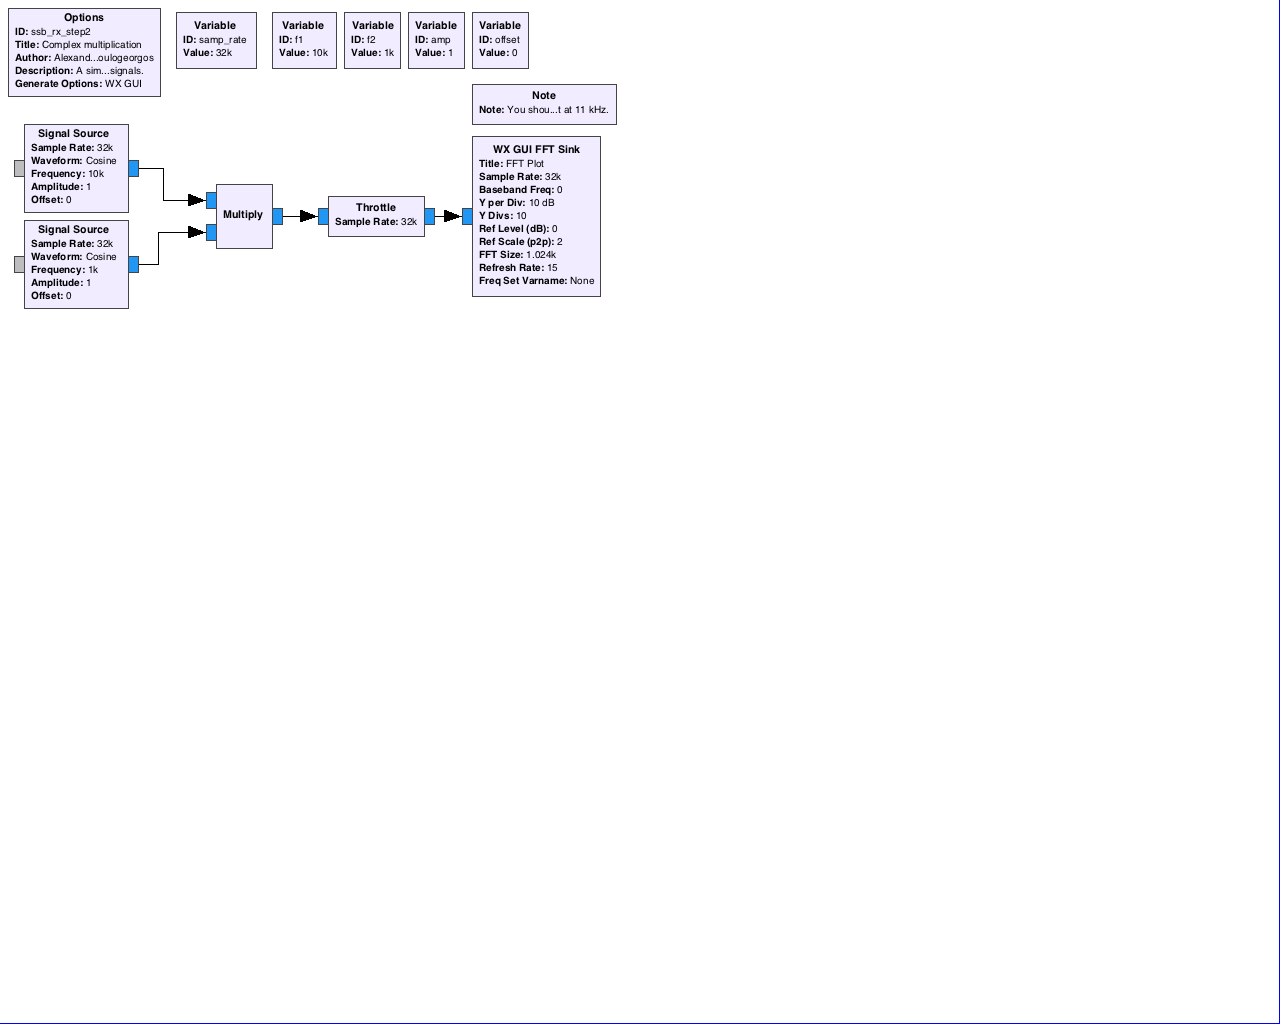 Options
ID: ssb_rx_step2
Title: Complex multiplication
Author: Alexand...oulogeorgos
Description: A sim...signals.
Generate Options: WX GUI
Variable
ID: samp_rate
Value: 32k
Variable
ID: f1
Value: 10k
Variable
ID: f2
Value: 1k
Variable
ID: amp
Value: 1
Variable
ID: offset
Value: 0
Note
Note: You shou...t at 11 kHz.
Signal Source
Sample Rate: 32k
Waveform: Cosine
Frequency: 10k
Amplitude: 1
Offset: 0
Signal Source
Sample Rate: 32k
Waveform: Cosine
Frequency: 1k
Amplitude: 1
Offset: 0
Multiply
Throttle
Sample Rate: 32k
WX GUI FFT Sink
Title: FFT Plot
Sample Rate: 32k
Baseband Freq: 0
Y per Div: 10 dB
Y Divs: 10
Ref Level (dB): 0
Ref Scale (p2p): 2
FFT Size: 1.024k
Refresh Rate: 15
Freq Set Varname: None